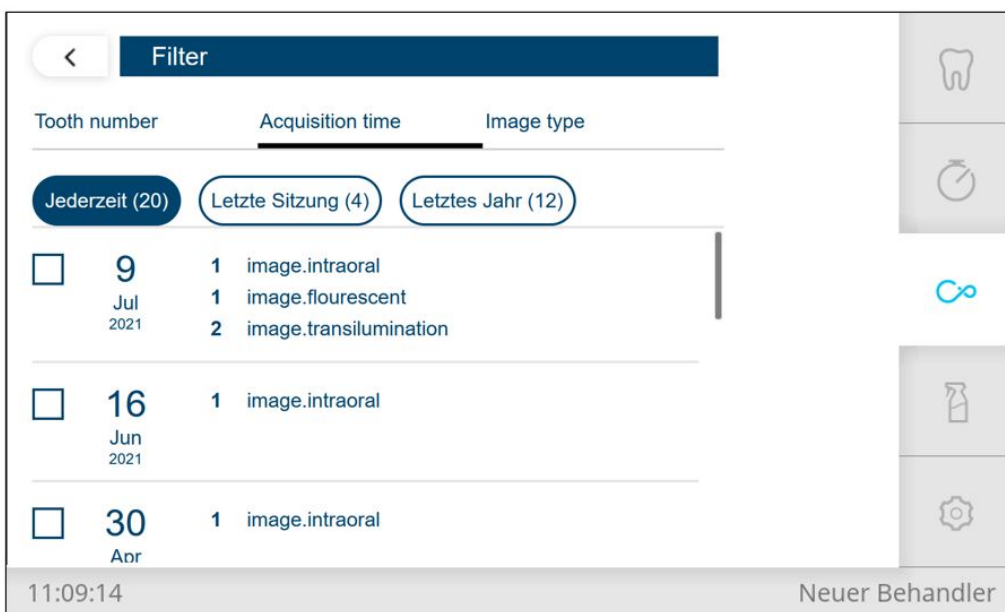 Filter
Tooth number Acquisition time Image type
Jederzeit (20) Letzte Sitzung (4) Letztes Jahr (12)
9 1 image.intraoral
Jul 1 image.flourescent
2021 2 image.transilumination
16 1 image.intraoral
Jun
2021
30 1 image.intraoral
Apr
11:09:14 Neuer Behandler